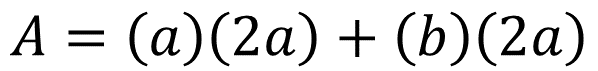 A = (a)(2a) + (b)(2a)